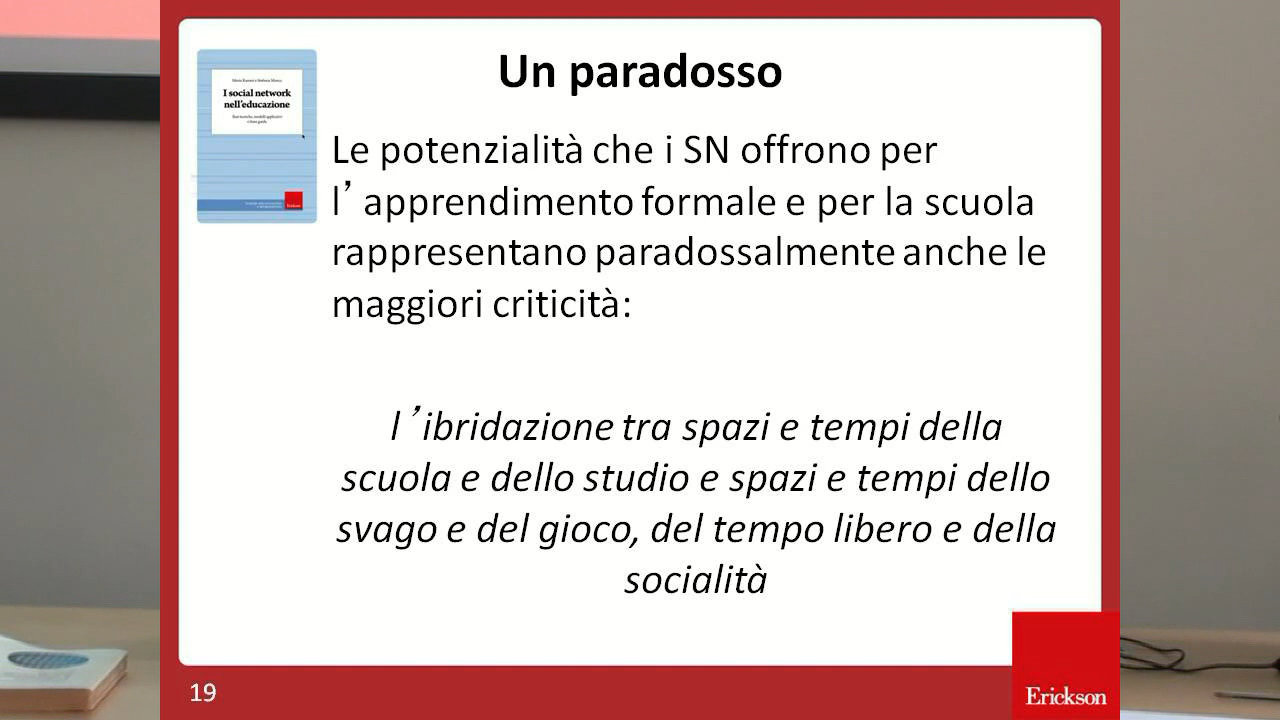 Un paradosso
I social network
nell'educazione
Le potenzialità che i SN offrono per
l’ apprendimento formale e per la scuola
rappresentano paradossalmente anche le
maggiori criticità:
l’ibridazione tra spazi e tempi della
scuola e dello studio e spazi e tempi dello
svago e del gioco, del tempo libero e della
socialità
19
Erickson